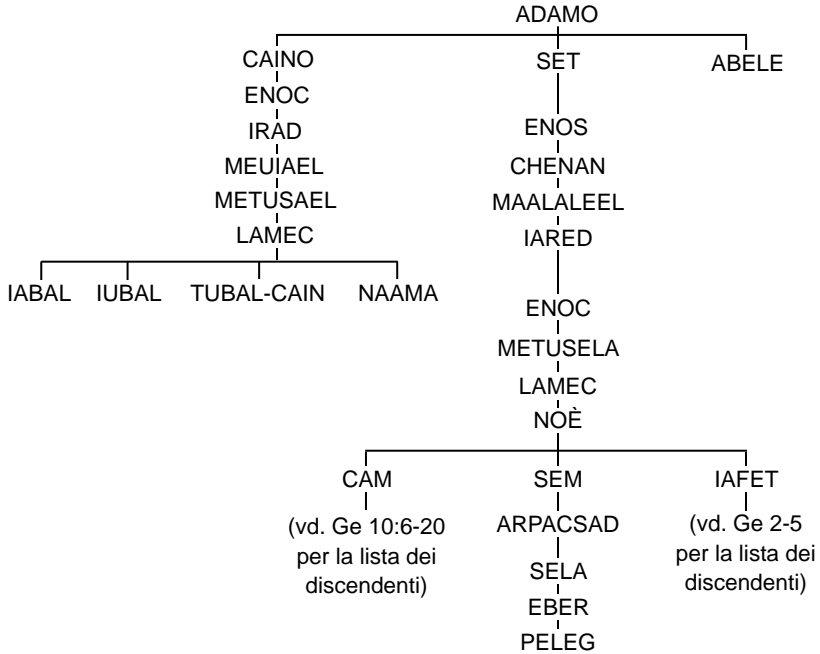 ADAMO
CAINO SET ABELE
ENOC
IRAD ENOS
MEUIAEL CHENAN
METUSAEL MAALALEEL
LAMEC IARED
IABAL IUBAL TUBAL-CAIN NAAMA
ENOC
METUSELA
LAMEC
NOÈ
CAM SEM IAFET
(vd. Ge 10:6-20 ARPACSAD (vd. Ge 2-5
per la lista dei per la lista dei
discendenti) SELA discendenti)
EBER
PELEG